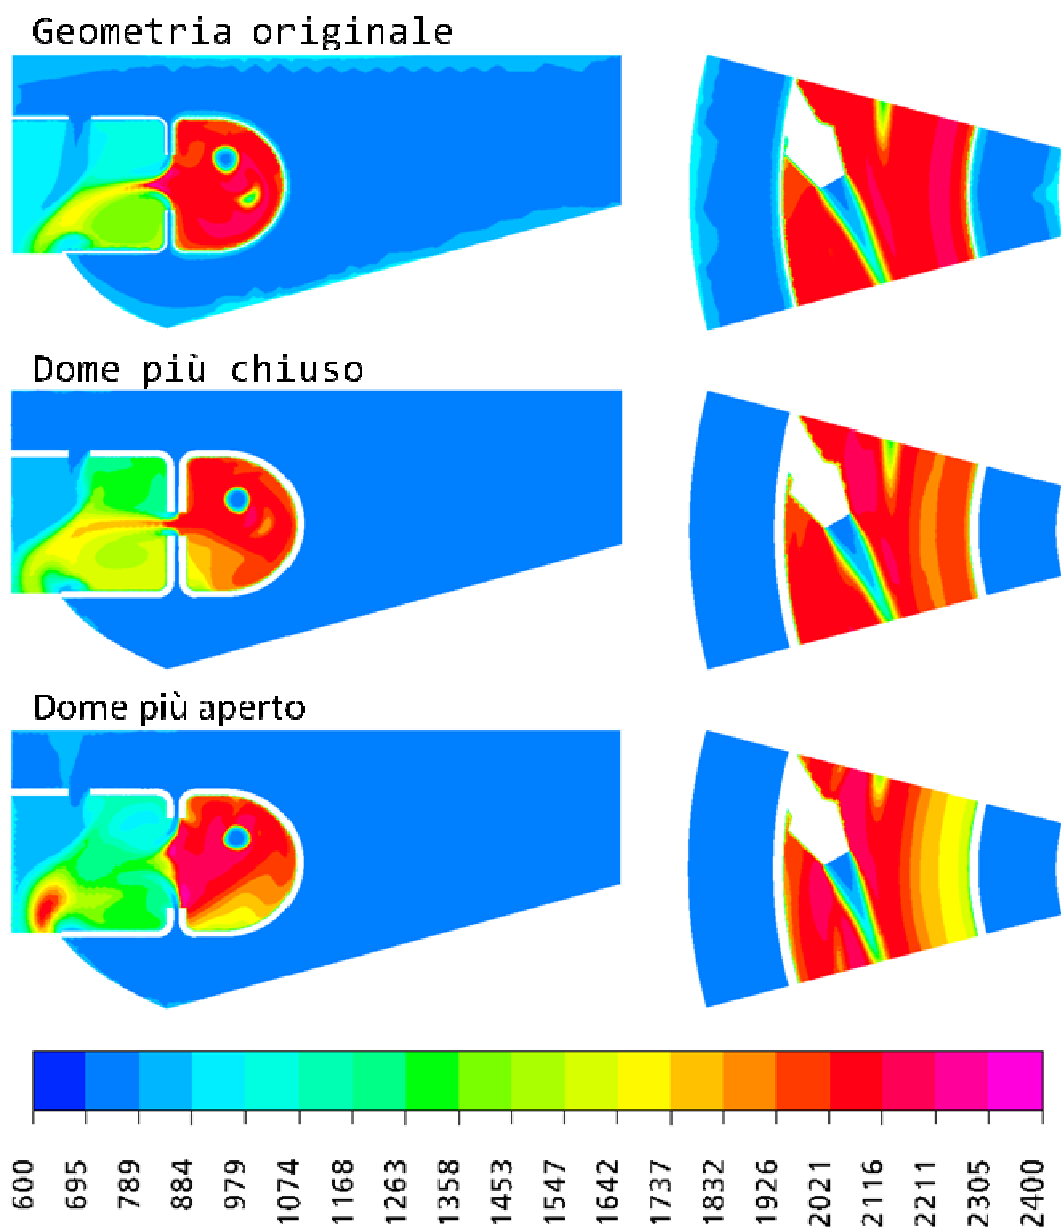 Geometria originale
Dome più chiuso
Dome più aperto
600 695 789 884 979 1074 1168 1263 1358 1453 1547 1642 1737 1832 1926 2021 2116 2211 2305 2400